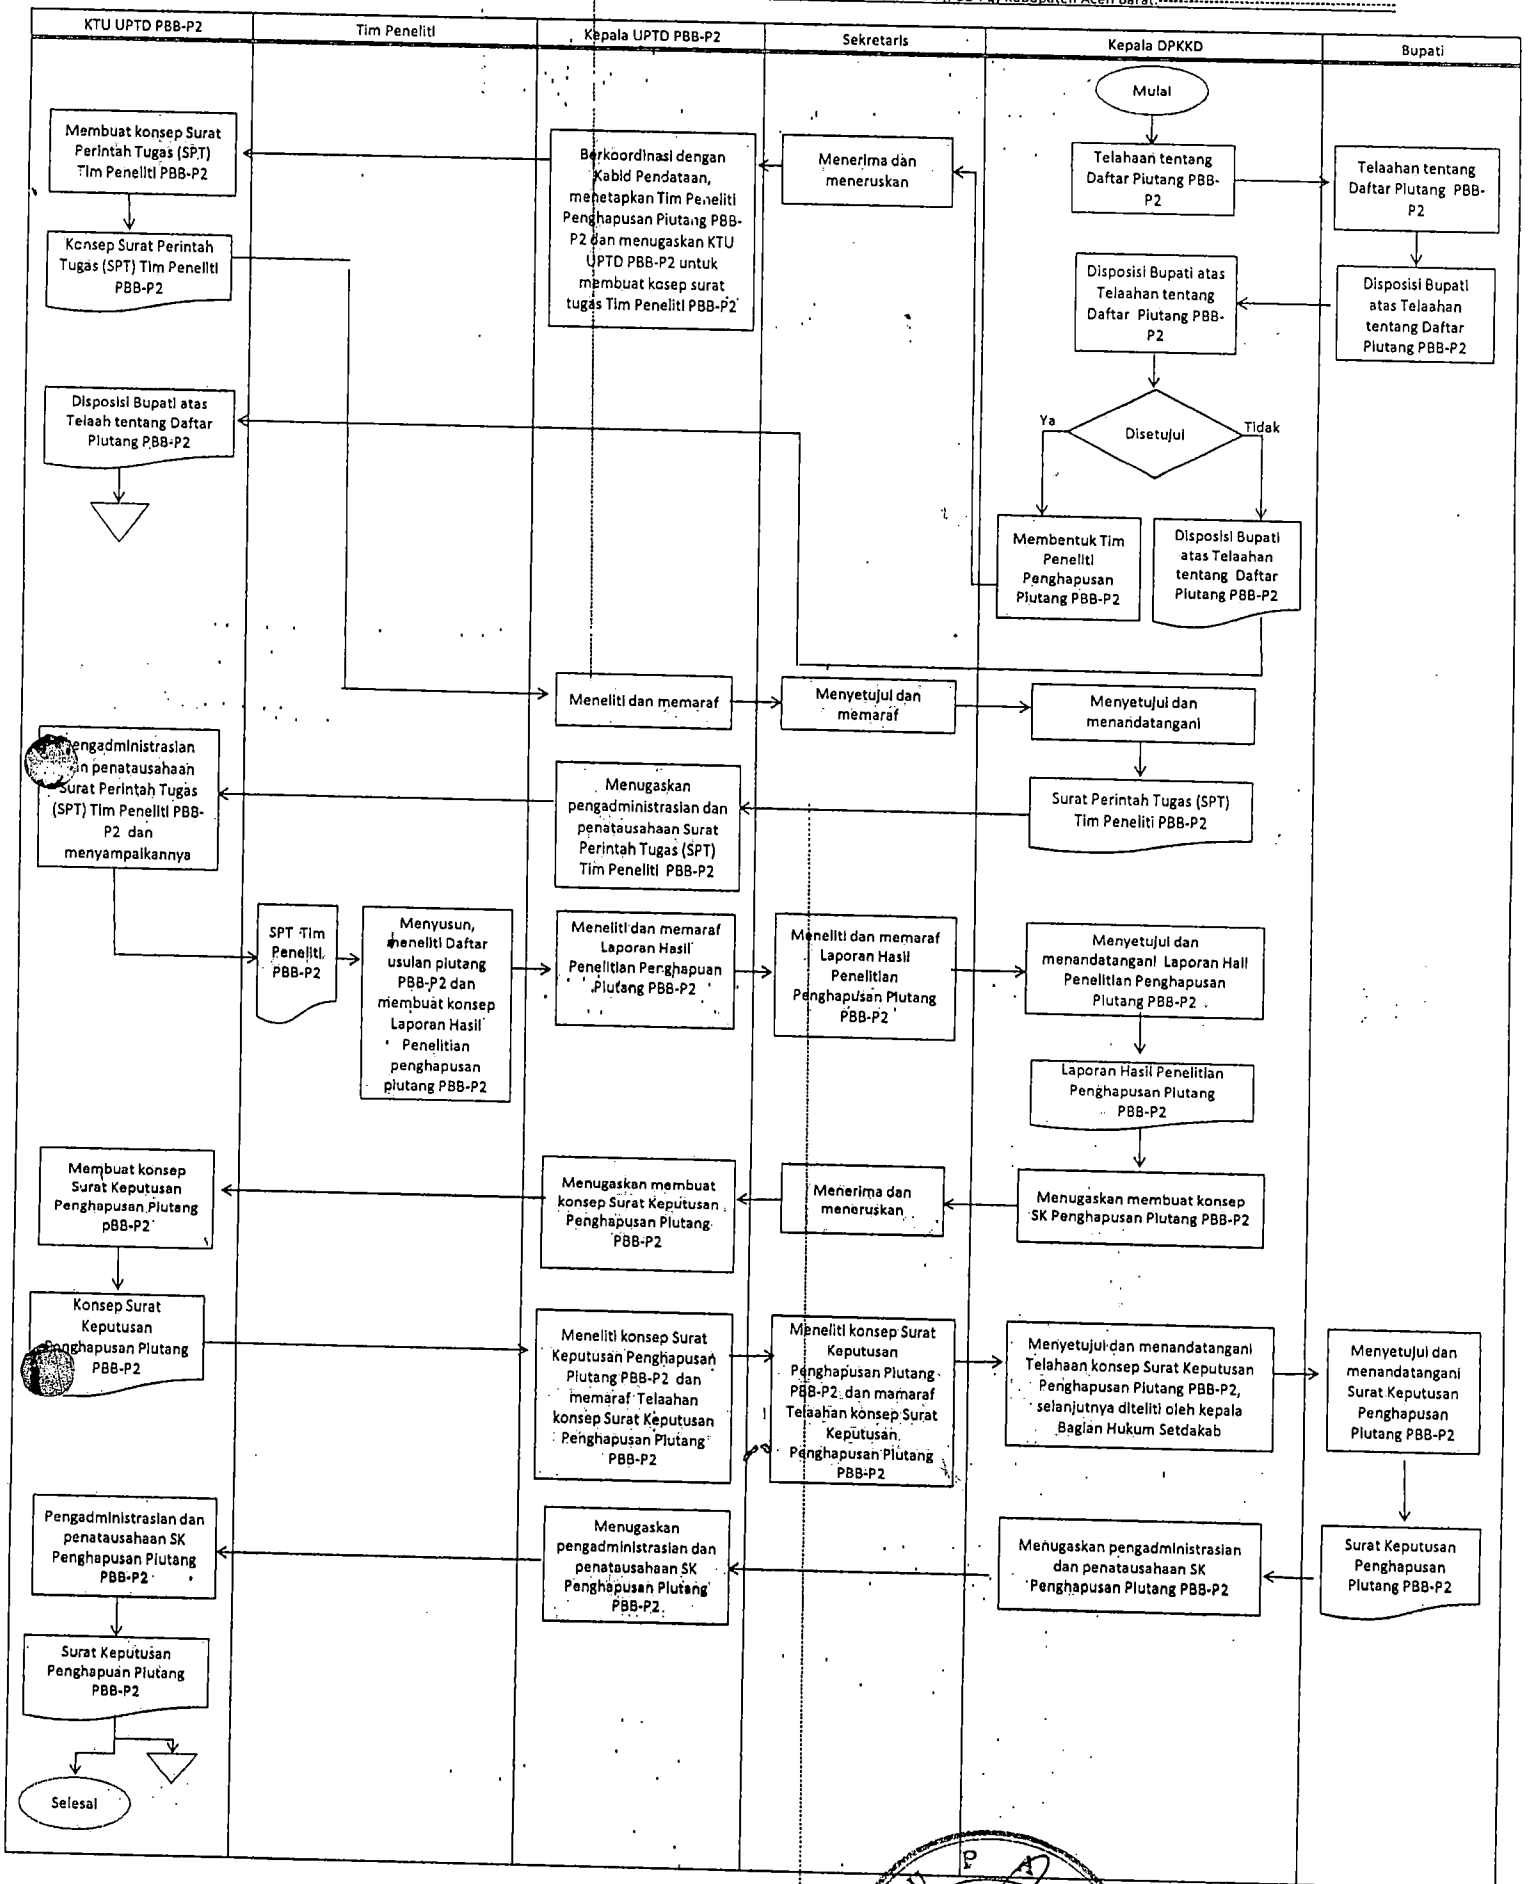 Kabupaten Aceh Barat
KTU UPTD PBB-P2
Tim Peneliti
Kepala UPTD PBB-P2
Sekretaris
Kepala DPKKD
Bupati
Mulai
Telahaan tentang
Daftar Piutang PBB-
P2
Telaahan tentang
Daftar Piutang PBB-
P2
Disposisi Bupati
atas Telaahan
tentang Daftar
Piutang PBB-P2
Disposisi Bupati atas
Telaahan tentang
Daftar Piutang PBB-
P2
Disetujui
Ya
Tidak
Membentuk Tim
Peneliti
Penghapusan
Piutang PBB-P2
Disposisi Bupati
atas Telaahan
tentang Daftar
Piutang PBB-P2
Menerima dan
meneruskan
Berkoordinasi dengan
Kabid Pendataan,
menetapkan Tim Peneliti
Penghapusan Piutang PBB-
P2 dan menugaskan KTU
UPTD PBB-P2 untuk
membuat kosep surat
tugas Tim Peneliti PBB-P2
Membuat konsep Surat
Perintah Tugas (SPT)
Tim Peneliti PBB-P2
Konsep Surat Perintah
Tugas (SPT) Tim Peneliti
PBB-P2
Disposisi Bupati atas
Telaah tentang Daftar
Piutang PBB-P2
Meneliti dan memaraf
Menyetujui dan
memaraf
Menyetujui dan
menandatangani
Surat Perintah Tugas (SPT)
Tim Peneliti PBB-P2
Menugaskan
pengadministrasian dan
penatausahaan Surat
Perintah Tugas (SPT)
Tim Peneliti PBB-P2
penatausahaan
Surat Perintah Tugas
(SPT) Tim Peneliti PBB-
P2 dan
menyampaikannya
SPT Tim
Peneliti
PBB-P2
Menyusun,
meneliti Daftar
usulan piutang
PBB-P2 dan
membuat konsep
Laporan Hasil
Penelitian
penghapusan
piutang PBB-P2
Meneliti dan memaraf
Laporan Hasil
Penelitian Penghapuan
Piutang PBB-P2
Meneliti dan memaraf
Laporan Hasil
Penelitian
Penghapusan Piutang
PBB-P2
Menyetujui dan
menandatangani Laporan Hail
Penelitian Penghapusan
Piutang PBB-P2
Laporan Hasil Penelitian
Penghapusan Piutang
PBB-P2
Menugaskan membuat konsep
SK Penghapusan Piutang PBB-P2
Menerima dan
meneruskan
Menugaskan membuat
konsep Surat Keputusan
Penghapusan Piutang
PBB-P2
Membuat konsep
Surat Keputusan
Penghapusan Piutang
pBB-P2
Konsep Surat
Keputusan
Penghapusan Piutang
PBB-P2
Meneliti konsep Surat
Keputusan Penghapusan
Piutang PBB-P2 dan
memaraf Telaahan
konsep Surat Keputusan
Penghapusan Piutang
PBB-P2
Meneliti konsep Surat
Keputusan
Penghapusan Piutang
PBB-P2 dan mamaraf
Telaahan konsep Surat
Keputusan
Penghapusan Piutang
PBB-P2
Menyetujui dan menandatangani
Telahaan konsep Surat Keputusan
Penghapusan Piutang PBB-P2,
selanjutnya diteliti oleh kepala
Bagian Hukum Setdakab
Menyetujui dan
menandatangani
Surat Keputusan
Penghapusan
Piutang PBB-P2
Surat Keputusan
Penghapusan
Piutang PBB-P2
Menugaskan pengadministrasian
dan penatausahaan SK
Penghapusan Piutang PBB-P2
Menugaskan
pengadministrasian dan
penatausahaan SK
Penghapusan Piutang
PBB-P2
Pengadministrasian dan
penatausahaan SK
Penghapusan Piutang
PBB-P2
Surat Keputusan
Penghapuan Piutang
PBB-P2
Selesai